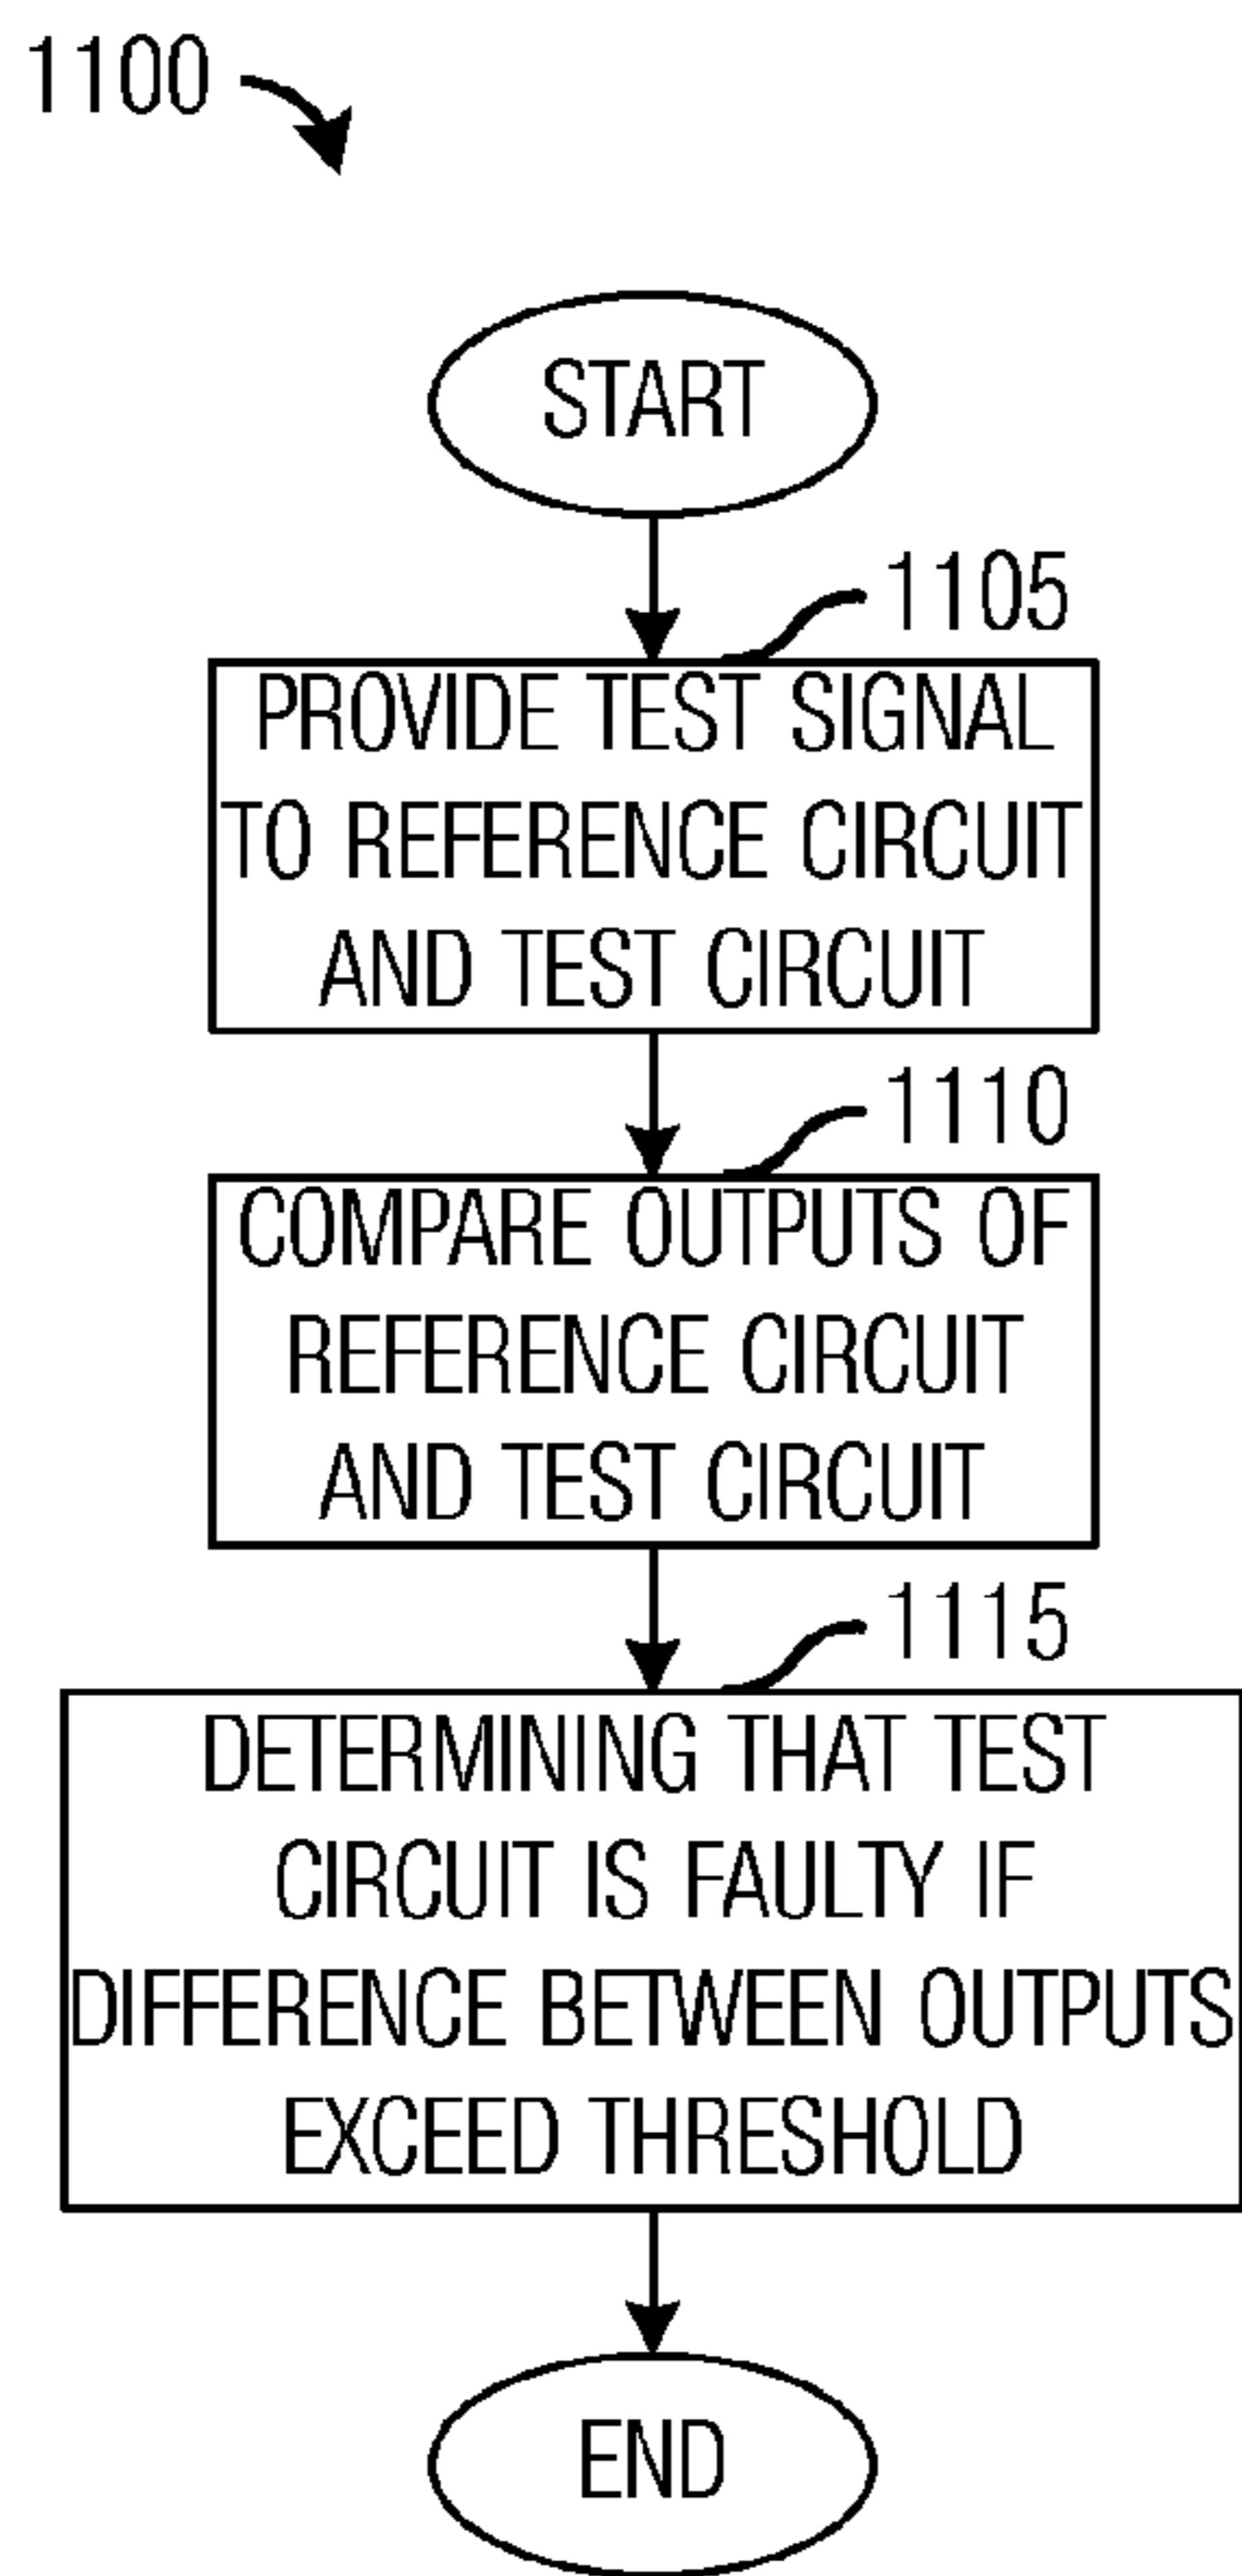 1100
START
1105
PROVIDE TEST SIGNAL
TO REFERENCE CIRCUIT
AND TEST CIRCUIT
1110
COMPARE OUTPUTS OF
REFERENCE CIRCUIT
AND TEST CIRCUIT
1115
DETERMINING THAT TEST
CIRCUIT IS FAULTY IF
DIFFERENCE BETWEEN OUTPUTS
EXCEED THRESHOLD
END